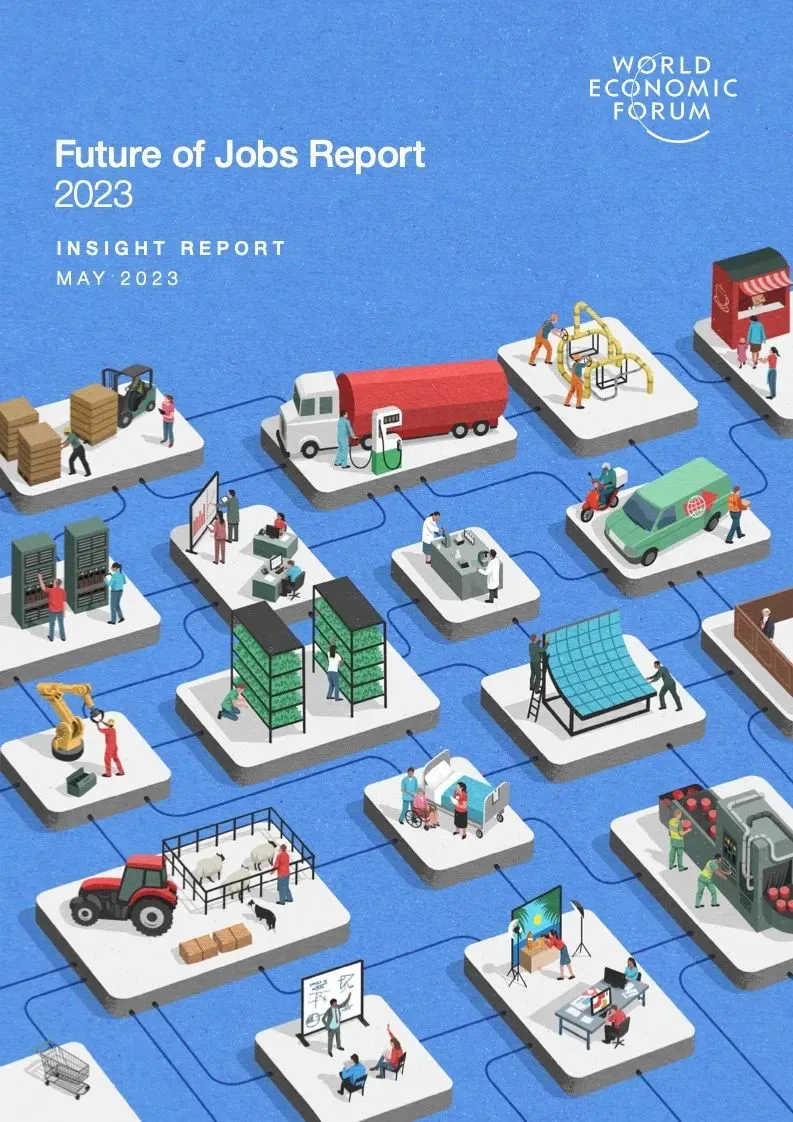 WORLD
ECONOMIC
FORUM
Future of Jobs Report
2023
INSIGHT REPORT
MAY 2023